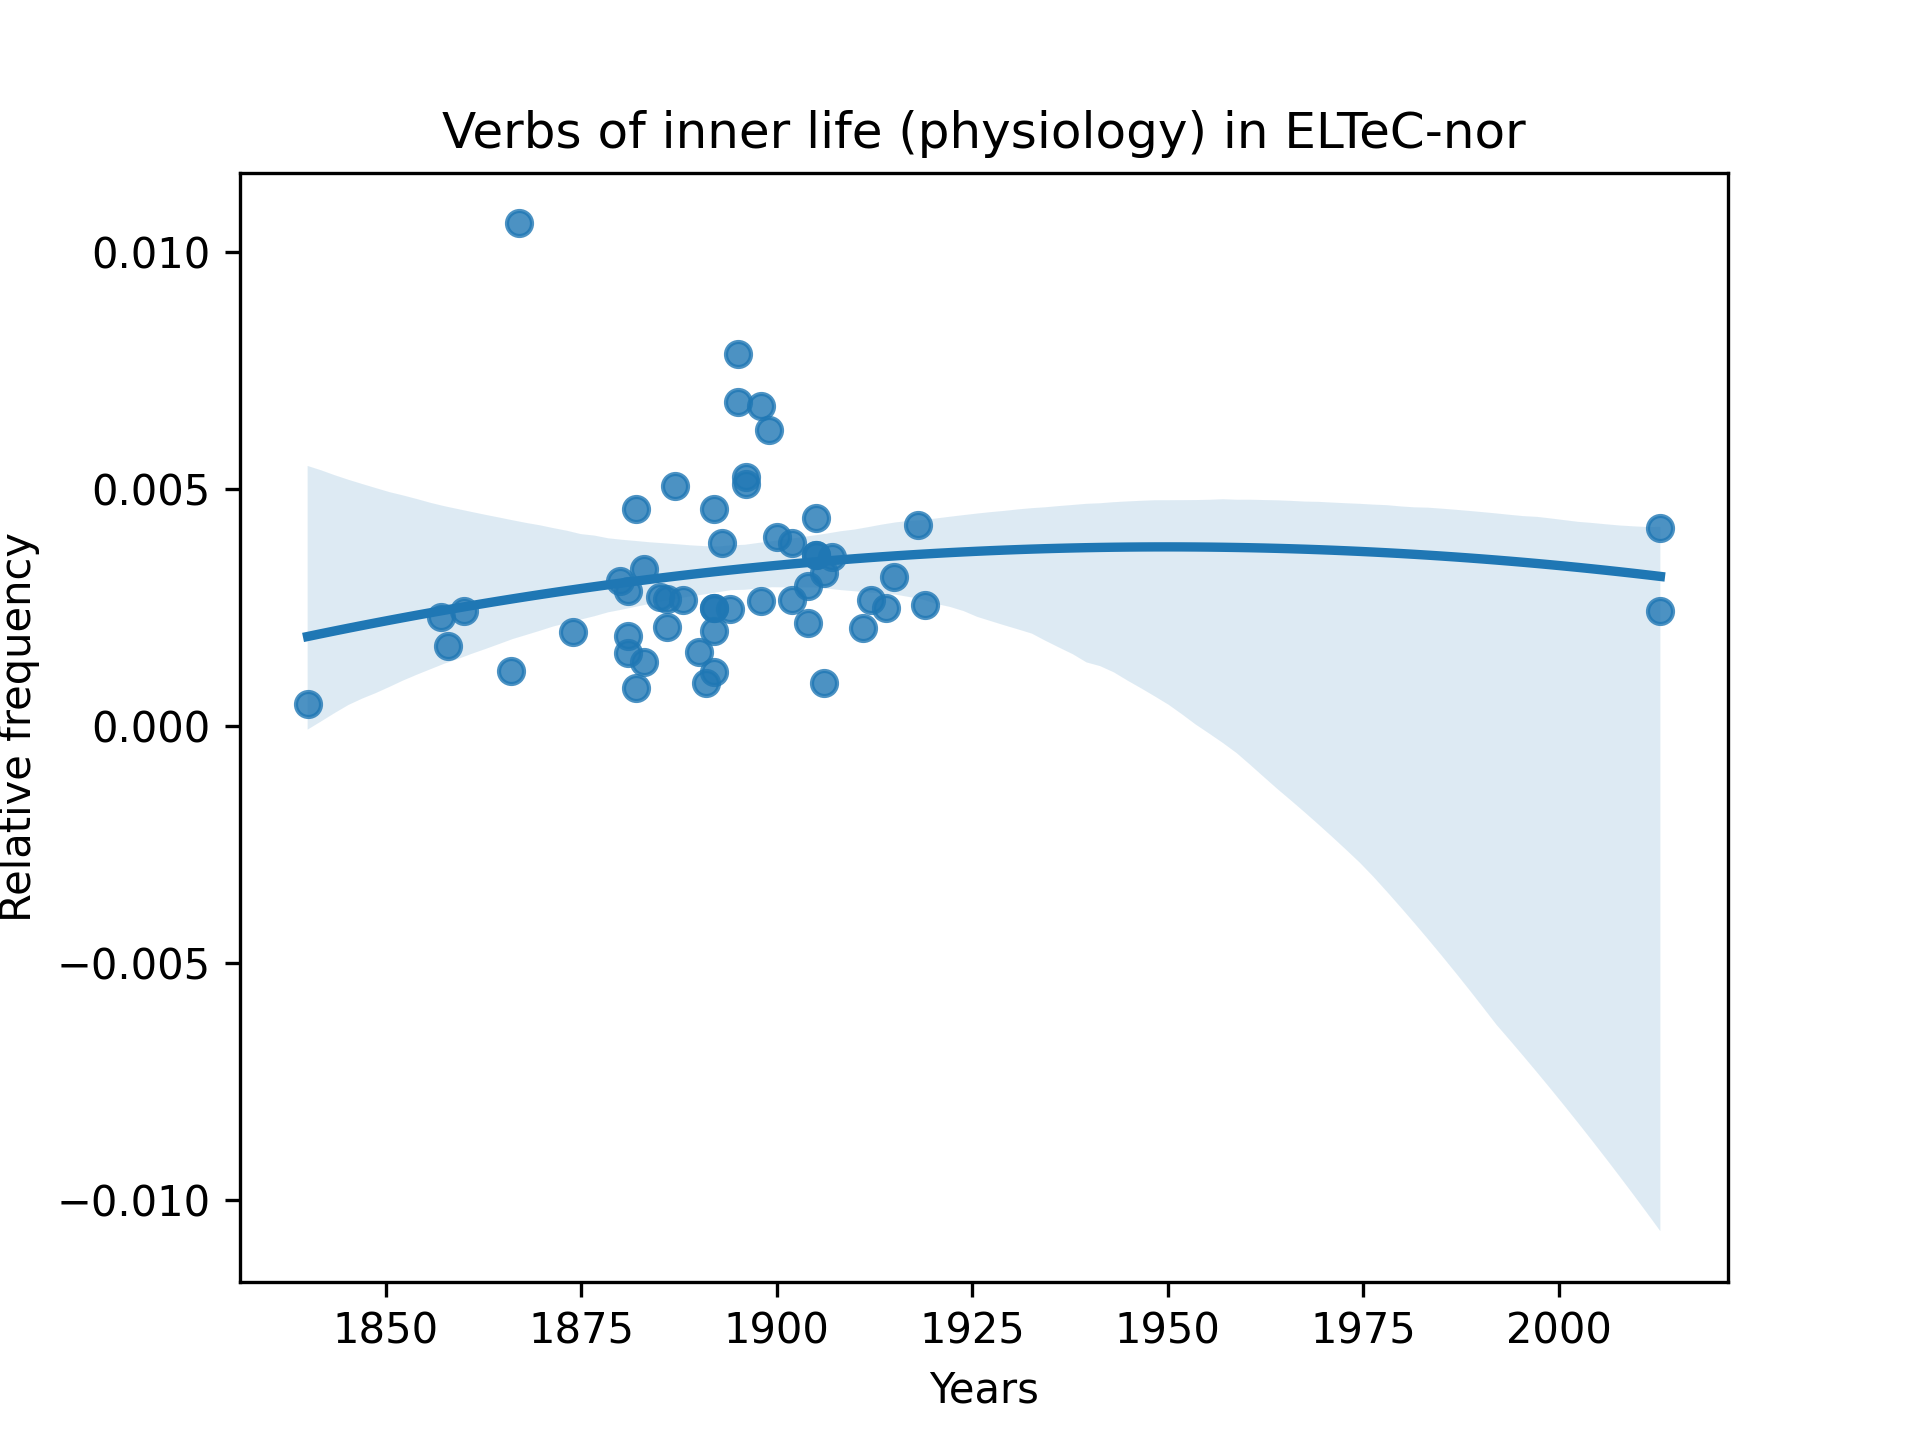 Verbs of inner life (physiology) in ELTeC-nor
0.010
0.005
0.000
−0.005
−0.010
Relative frequency
1850 1875 1900 1925 1950 1975 2000
Years